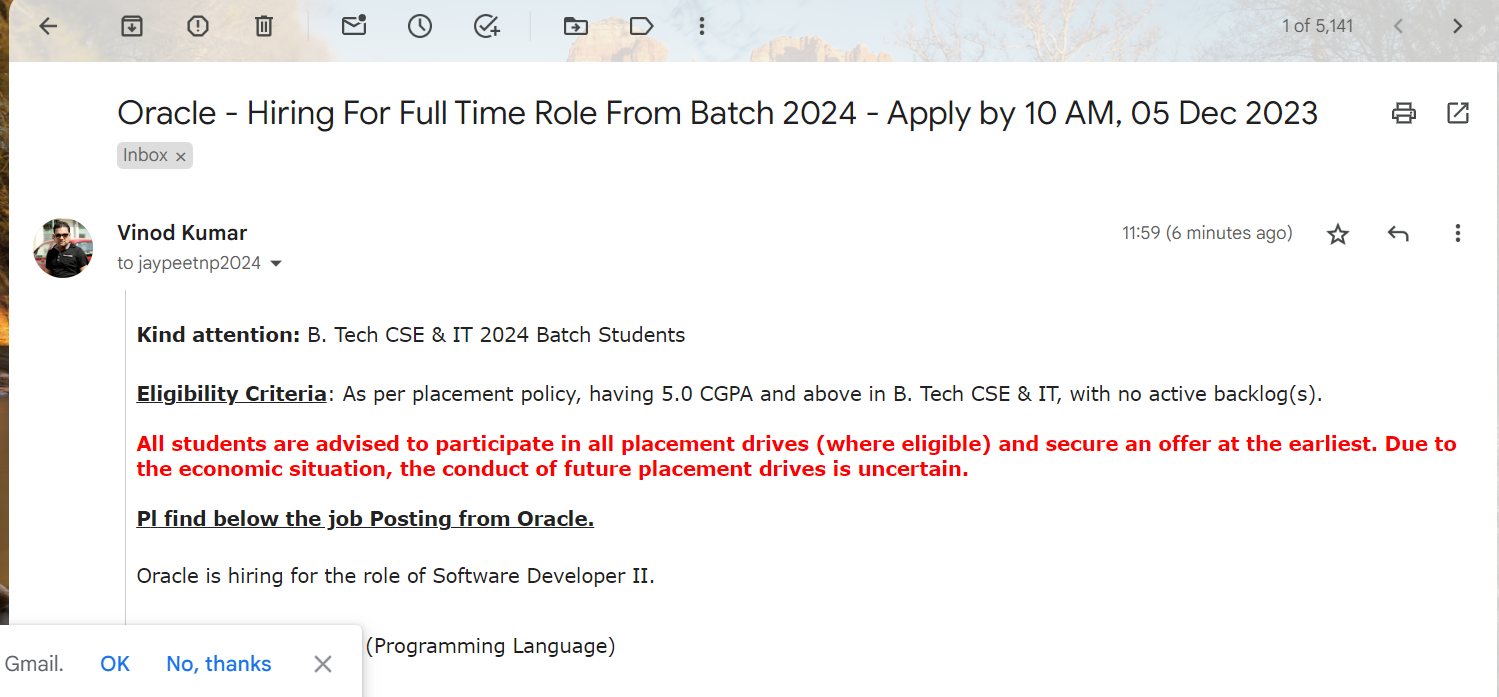 1 of 5,141
Oracle - Hiring For Full Time Role From Batch 2024 - Apply by 10 AM, 05 Dec 2023
Inbox ×
Vinod Kumar
11:59 (6 minutes ago)
to jaypeetnp2024
Kind attention: B. Tech CSE & IT 2024 Batch Students
Eligibility Criteria: As per placement policy, having 5.0 CGPA and above in B. Tech CSE & IT, with no active backlog(s).
All students are advised to participate in all placement drives (where eligible) and secure an offer at the earliest. Due to
the economic situation, the conduct of future placement drives is uncertain.
Pl find below the job Posting from Oracle.
Oracle is hiring for the role of Software Developer II.
(Programming Language)
Gmail. OK No, thanks